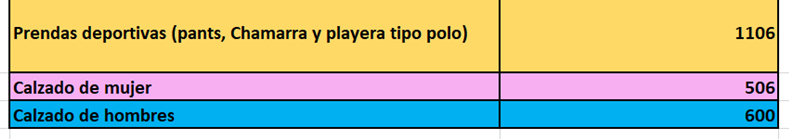 Prendas deportivas (pants, Chamarra y playera tipo polo) 1106
Calzado de mujer 506
Calzado de hombres 600